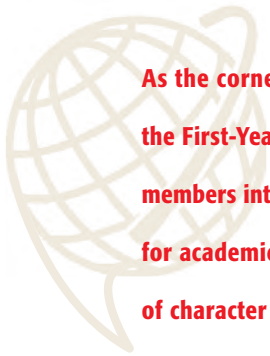 As the corne
the First-Yea
members int
for academi
of character